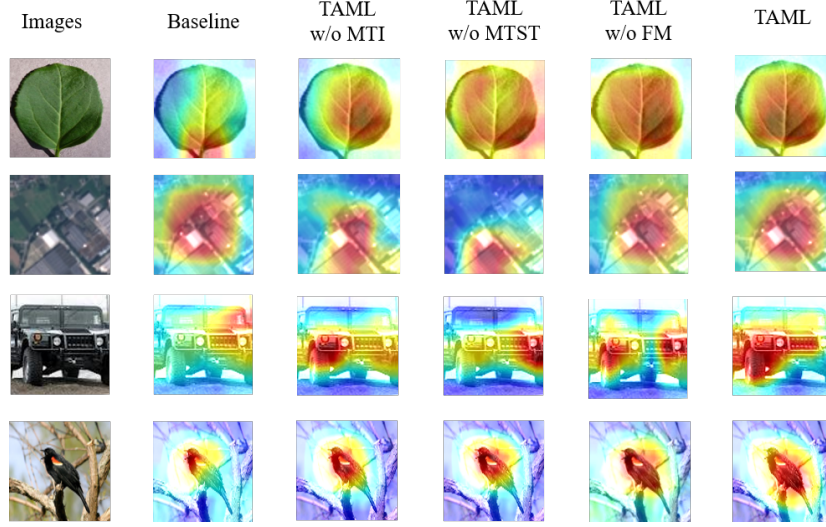 Images
Baseline
TAML
w/o MTI
TAML
w/o MTST
TAML
w/o FM
TAML